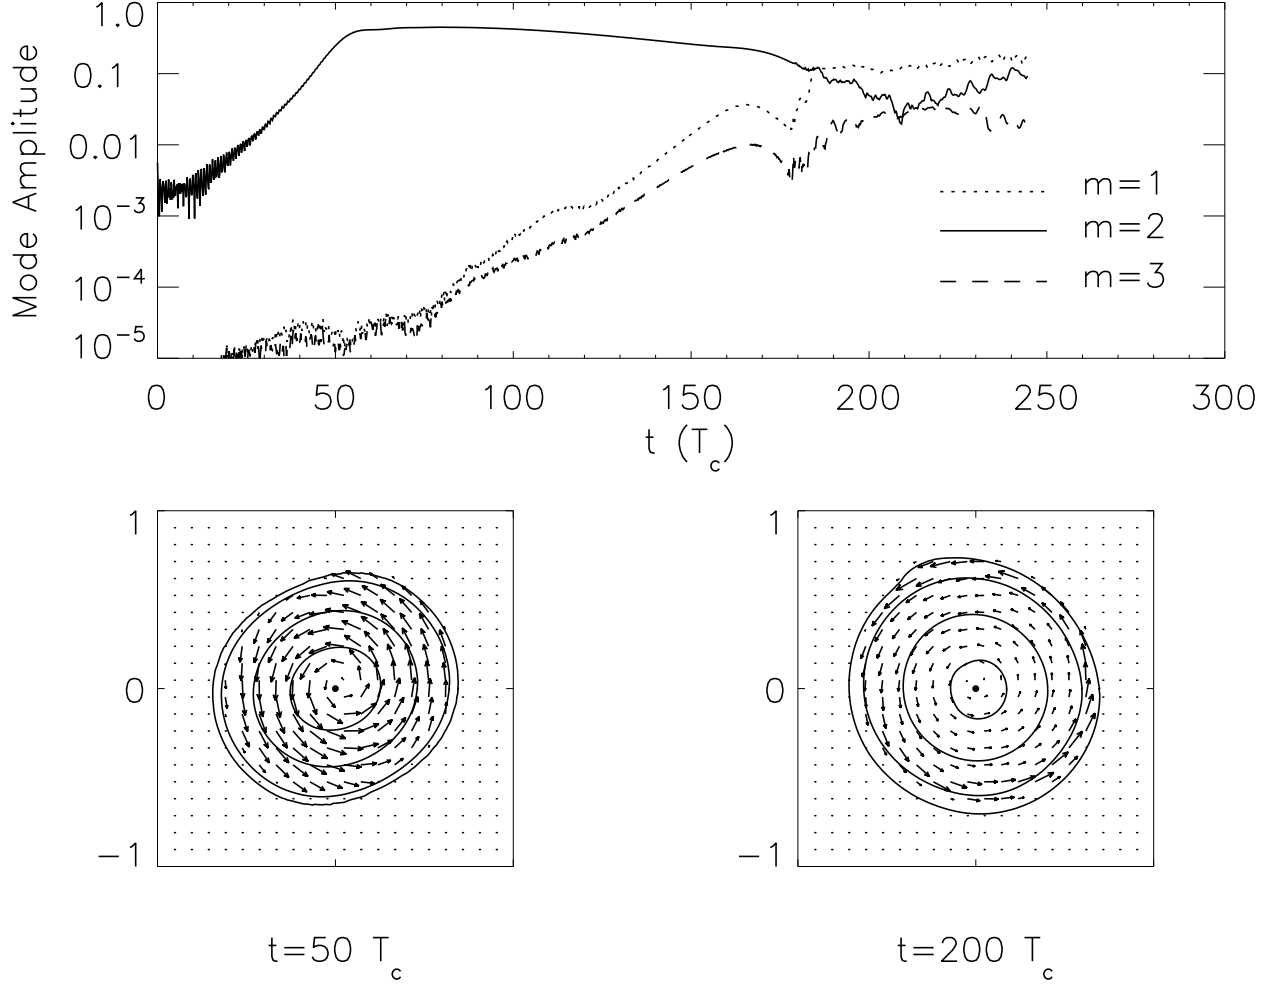 Mode Amplitude
1.0
0.1
0.01
10⁻³
10⁻⁴
10⁻⁵
m=1
m=2
m=3
0 50 100 150 200 250 300
t (T_c)
1
0
−1
1
0
−1
t=50 T_c
t=200 T_c